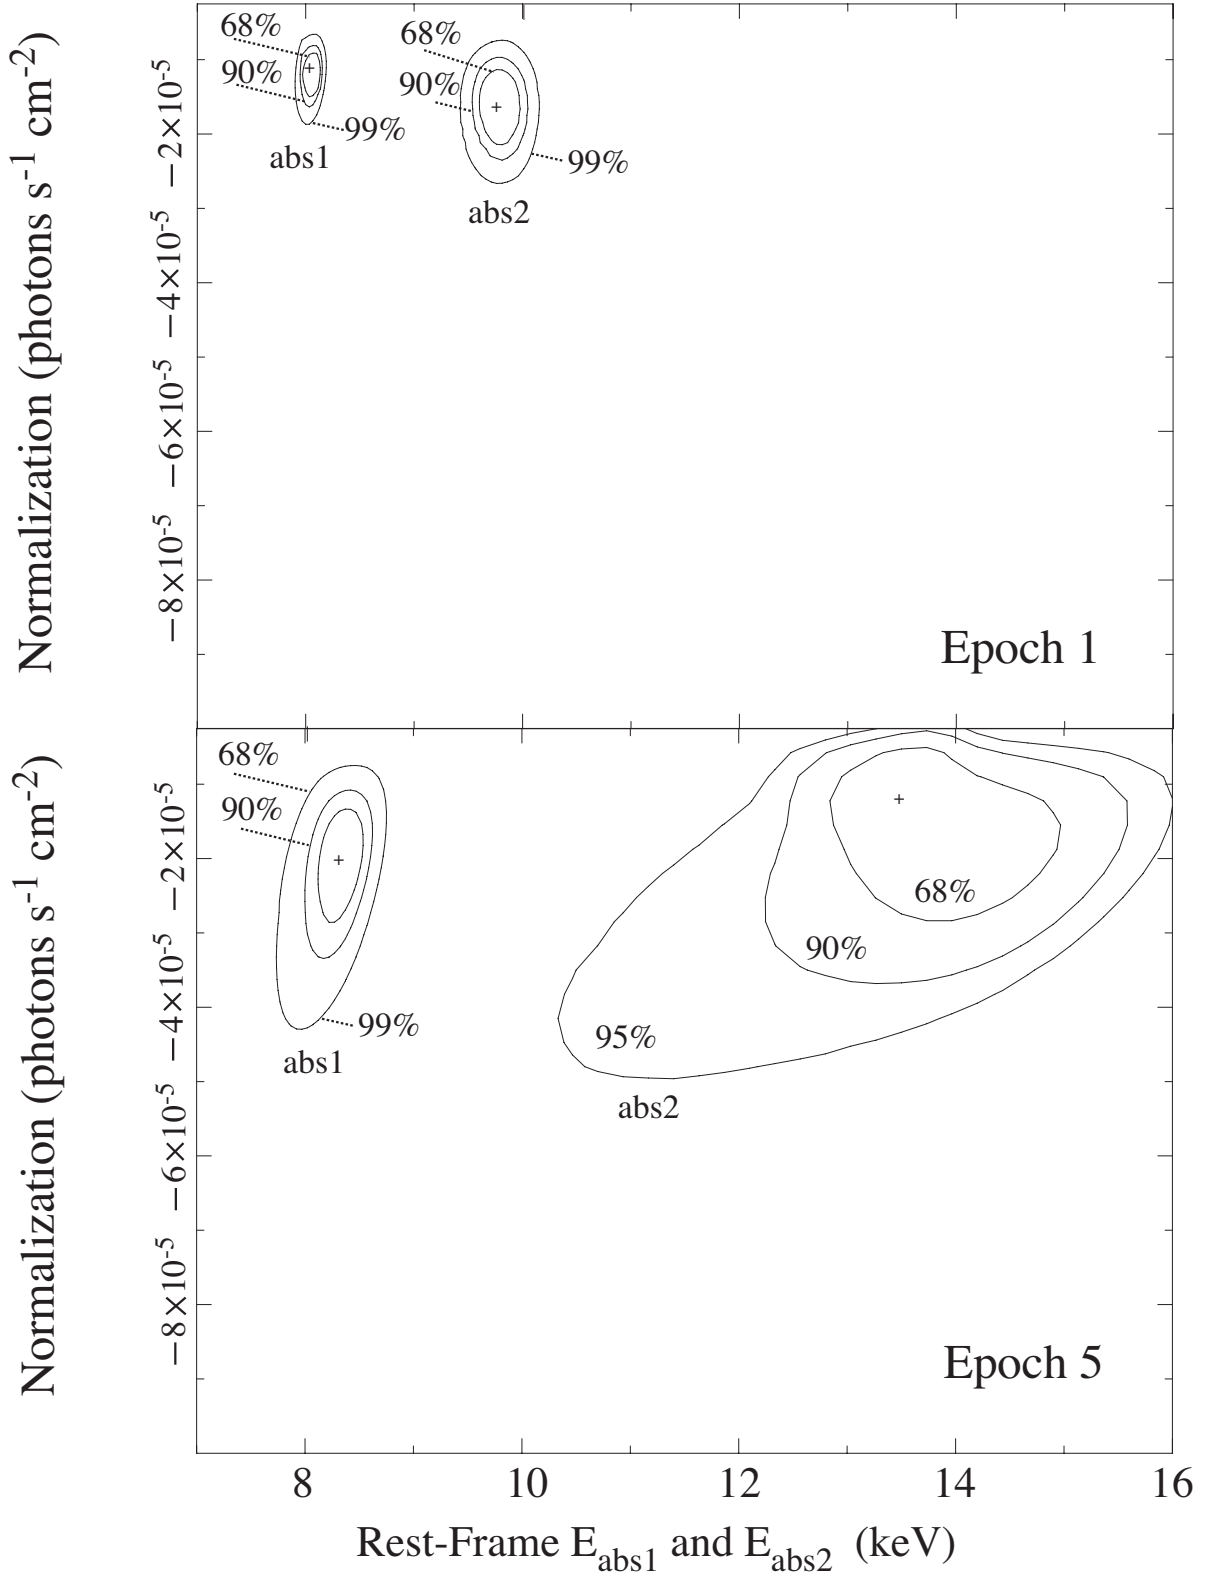 Normalization (photons s-1 cm-2)
−2×10-5
−4×10-5
−6×10-5
−8×10-5
68%
90%
99%
abs1
68%
90%
99%
abs2
Epoch 1
Normalization (photons s-1 cm-2)
−2×10-5
−4×10-5
−6×10-5
−8×10-5
68%
90%
99%
abs1
68%
90%
95%
abs2
Epoch 5
8
10
12
14
16
Rest-Frame Eabs1 and Eabs2 (keV)